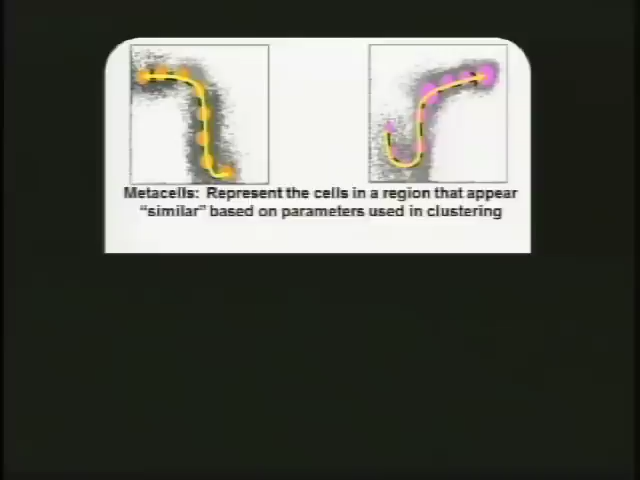 Metacells: Represent the cells in a region that appear
“similar” based on parameters used in clustering